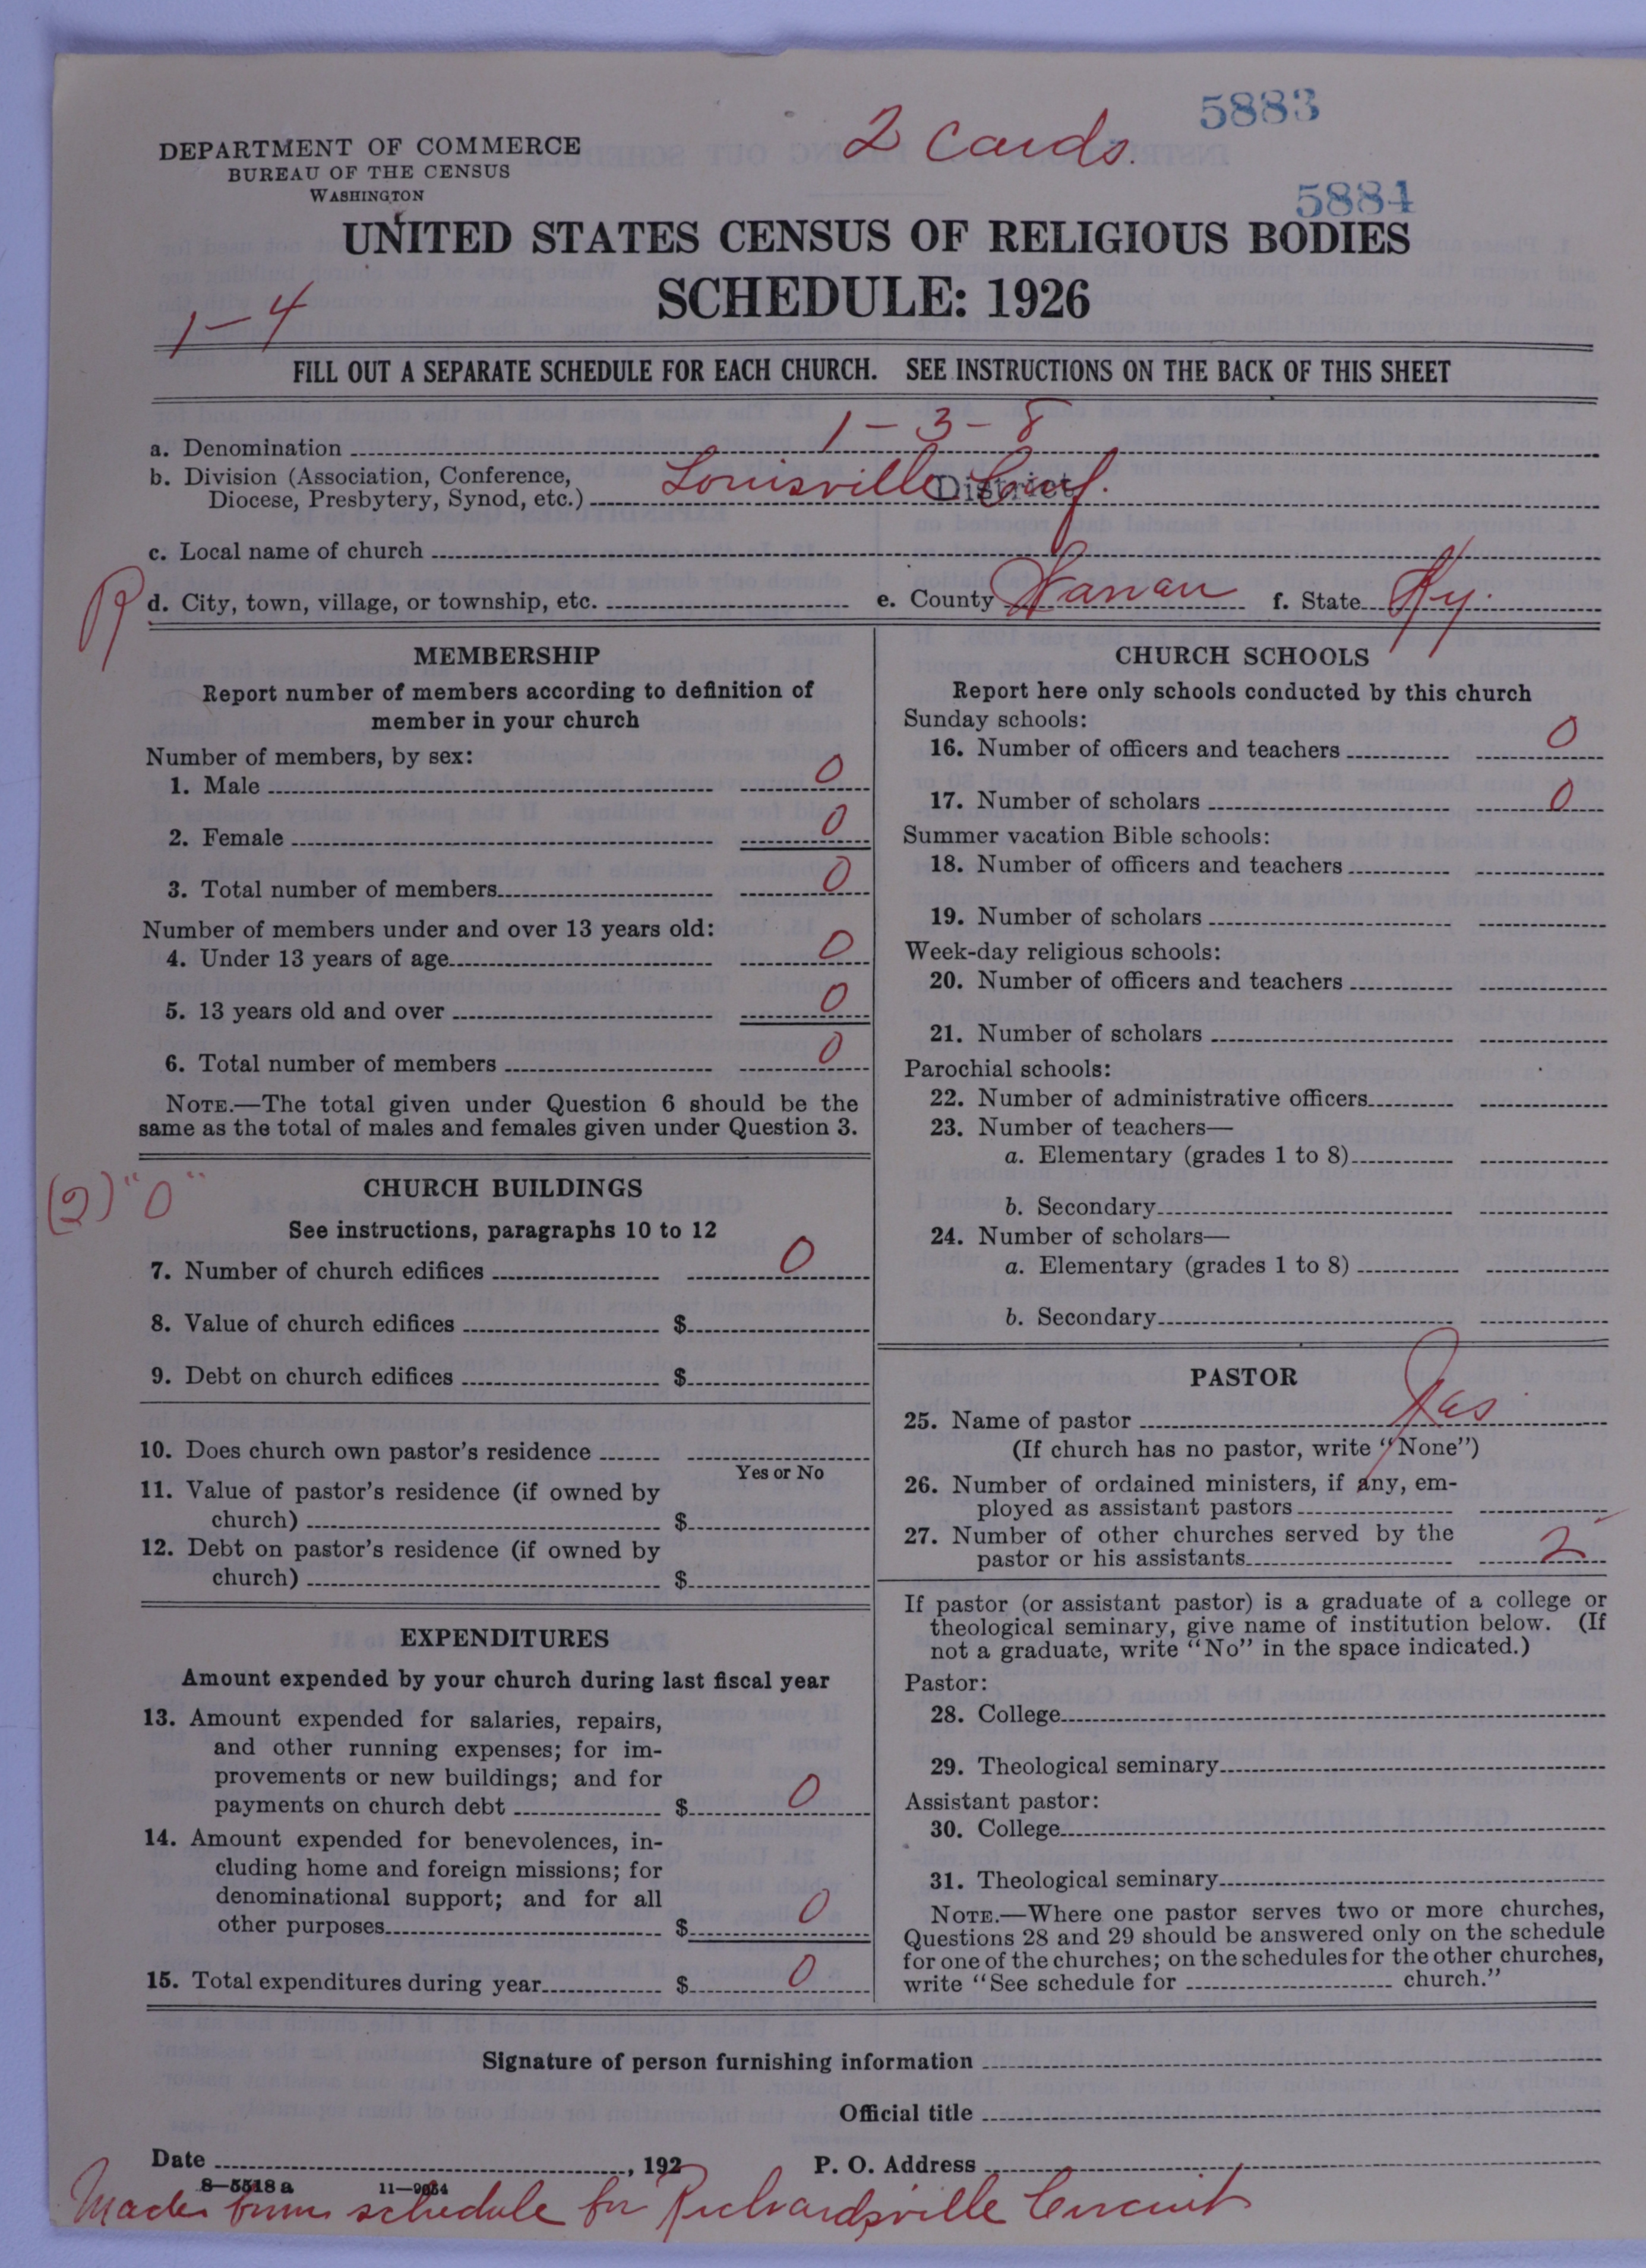 5883
2 Cards.
DEPARTMENT OF COMMERCE
BUREAU OF THE CENSUS
WASHINGTON
5884
UNITED STATES CENSUS OF RELIGIOUS BODIES
SCHEDULE: 1926
1-4
FILL OUT A SEPARATE SCHEDULE FOR EACH CHURCH. SEE INSTRUCTIONS ON THE BACK OF THIS SHEET
a. Denomination 1-3-8
b. Division (Association, Conference,
Diocese, Presbytery, Synod, etc.) Louisville Conf. District
c. Local name of church
R d. City, town, village, or township, etc. e. County Warren f. State Ky.
MEMBERSHIP
Report number of members according to definition of
member in your church
Number of members, by sex:
1. Male 0
2. Female 0
3. Total number of members 0
Number of members under and over 13 years old:
4. Under 13 years of age 0
5. 13 years old and over 0
6. Total number of members 0
NOTE.—The total given under Question 6 should be the
same as the total of males and females given under Question 3.
(2) "0"
CHURCH BUILDINGS
See instructions, paragraphs 10 to 12
7. Number of church edifices 0
8. Value of church edifices $
9. Debt on church edifices $
10. Does church own pastor's residence
Yes or No
11. Value of pastor's residence (if owned by
church) $
12. Debt on pastor's residence (if owned by
church) $
EXPENDITURES
Amount expended by your church during last fiscal year
13. Amount expended for salaries, repairs,
and other running expenses; for im-
provements or new buildings; and for
payments on church debt $ 0
14. Amount expended for benevolences, in-
cluding home and foreign missions; for
denominational support; and for all
other purposes $ 0
15. Total expenditures during year $ 0
CHURCH SCHOOLS
Report here only schools conducted by this church
Sunday schools:
16. Number of officers and teachers 0
17. Number of scholars 0
Summer vacation Bible schools:
18. Number of officers and teachers
19. Number of scholars
Week-day religious schools:
20. Number of officers and teachers
21. Number of scholars
Parochial schools:
22. Number of administrative officers
23. Number of teachers—
a. Elementary (grades 1 to 8)
b. Secondary
24. Number of scholars—
a. Elementary (grades 1 to 8)
b. Secondary
PASTOR
25. Name of pastor
(If church has no pastor, write "None")
26. Number of ordained ministers, if any, em-
ployed as assistant pastors
27. Number of other churches served by the
pastor or his assistants 2
If pastor (or assistant pastor) is a graduate of a college or
theological seminary, give name of institution below. (If
not a graduate, write "No" in the space indicated.)
Pastor:
28. College
29. Theological seminary
Assistant pastor:
30. College
31. Theological seminary
NOTE.—Where one pastor serves two or more churches,
Questions 28 and 29 should be answered only on the schedule
for one of the churches; on the schedules for the other churches,
write "See schedule for church."
Signature of person furnishing information
Official title
Date , 192 P. O. Address
8—5518 a 11—9054
Made from schedule for Richardsville Circuit